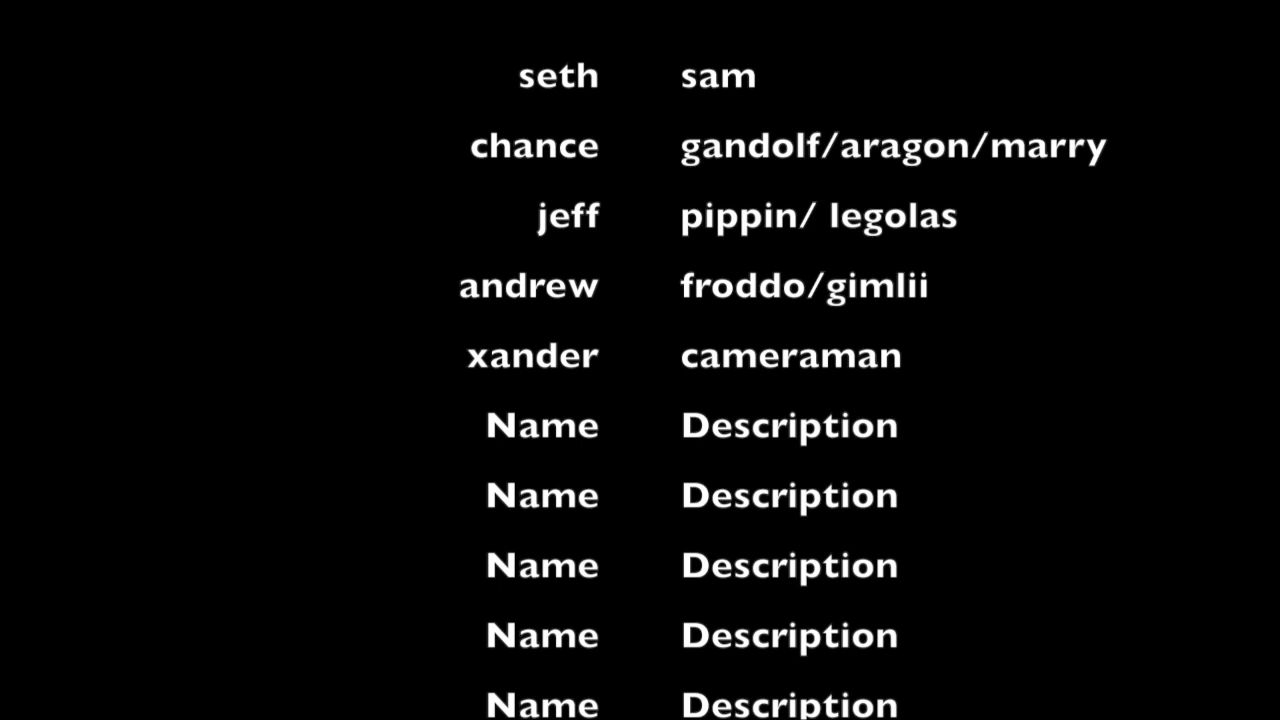 seth sam
chance gandolf/aragon/marry
jeff pippin/ legolas
andrew froddo/gimlii
xander cameraman
Name Description
Name Description
Name Description
Name Description
Name Description